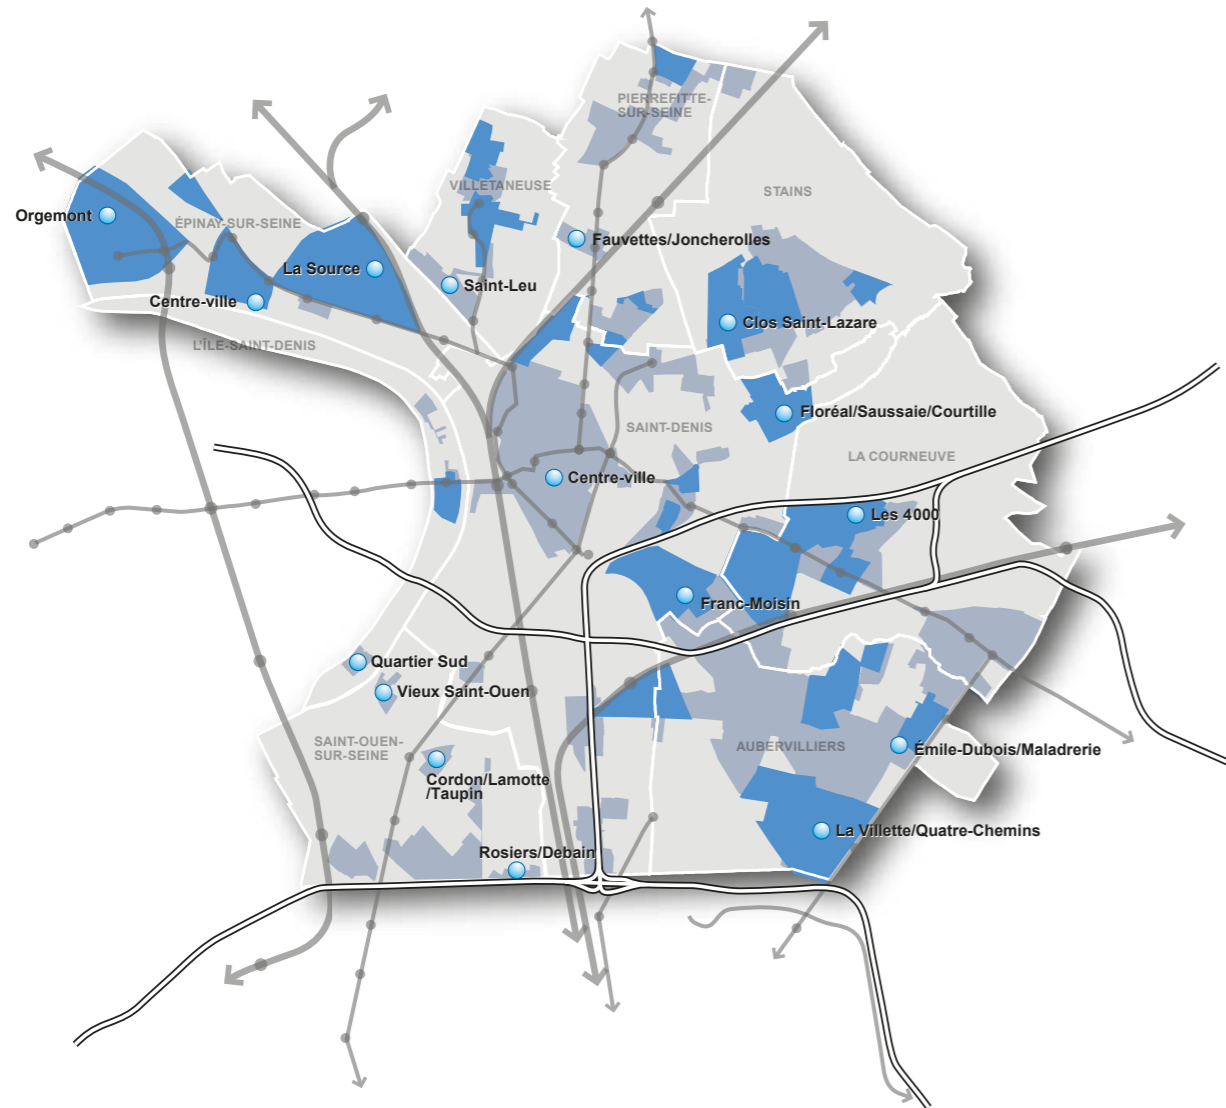 PIERREFITTE-
SUR-SEINE
VILLETANEUSE
STAINS
Orgemont
ÉPINAY-SUR-SEINE
Fauvettes/Joncherolles
La Source
Saint-Leu
Centre-ville
Clos Saint-Lazare
L'ÎLE-SAINT-DENIS
Floréal/Saussaie/Courtille
SAINT-DENIS
LA COURNEUVE
Centre-ville
Les 4000
Franc-Moisin
Quartier Sud
Vieux Saint-Ouen
SAINT-OUEN-
SUR-SEINE
AUBERVILLIERS
Émile-Dubois/Maladrerie
Cordon/Lamotte
/Taupin
La Villette/Quatre-Chemins
Rosiers/Debain